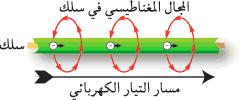 المجال المغناطيسي في سلك
سلك
مسار التيار الكهربائي